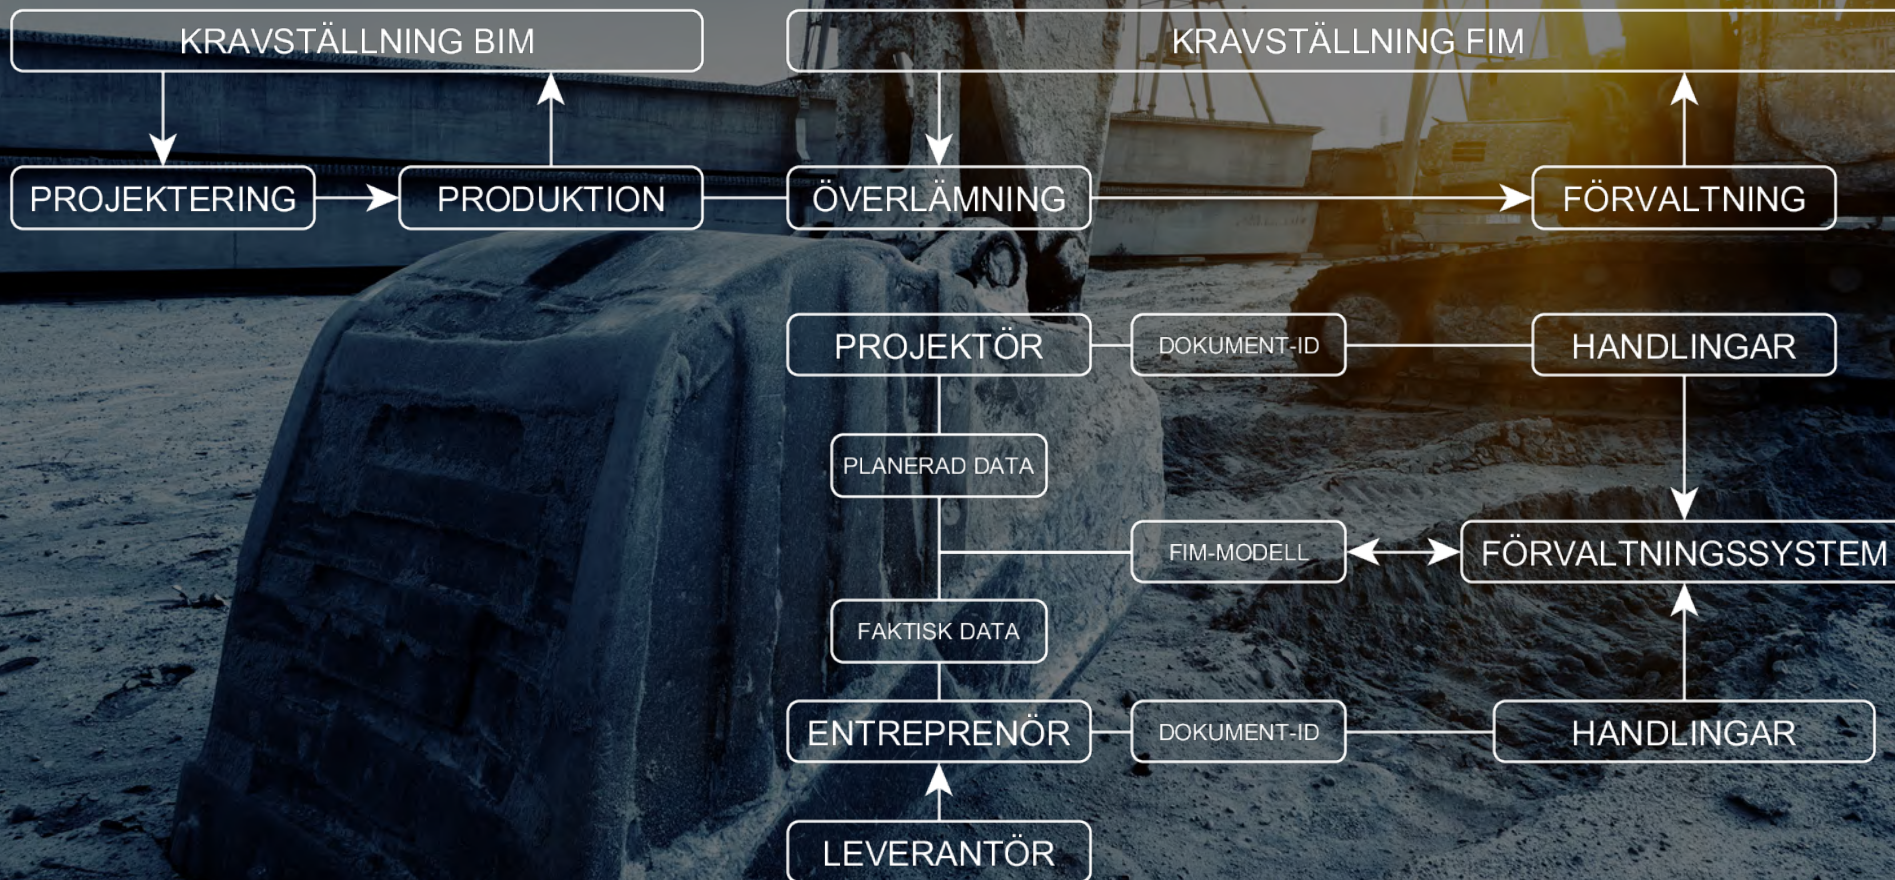 KRAVSTÄLLNING BIM
KRAVSTÄLLNING FIM
PROJEKTERING
PRODUKTION
ÖVERLÄMNING
FÖRVALTNING
PROJEKTÖR
DOKUMENT-ID
HANDLINGAR
PLANERAD DATA
FIM-MODELL
FÖRVALTNINGSSYSTEM
FAKTISK DATA
ENTREPRENÖR
DOKUMENT-ID
HANDLINGAR
LEVERANTÖR